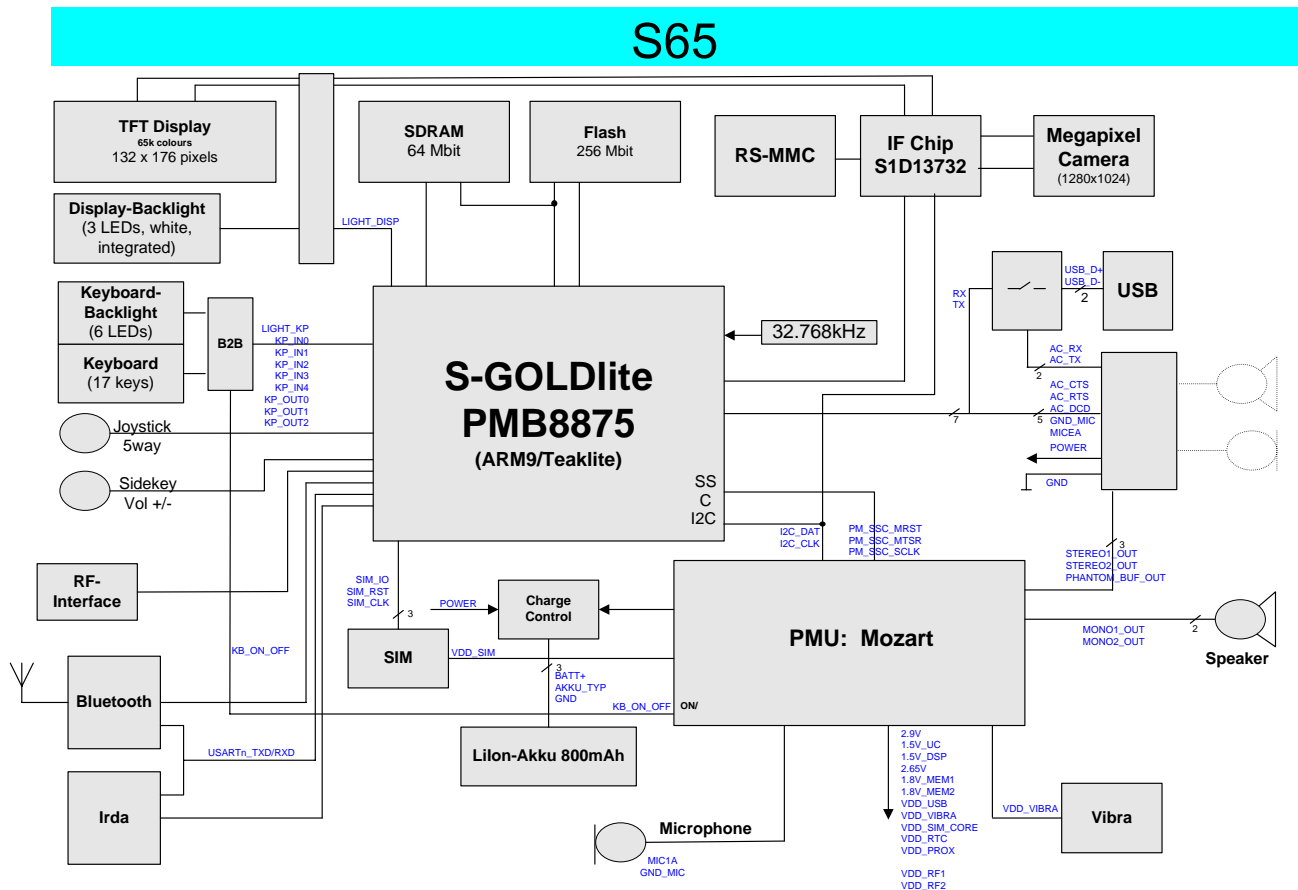 S65
TFT Display
65k colours
132 x 176 pixels
SDRAM
64 Mbit
Flash
256 Mbit
RS-MMC
IF Chip
S1D13732
Megapixel
Camera
(1280x1024)
Display-Backlight
(3 LEDs, white,
integrated)
LIGHT_DISP
Keyboard-
Backlight
(6 LEDs)
Keyboard
(17 keys)
B2B
LIGHT_KP
KP_IN0
KP_IN1
KP_IN2
KP_IN3
KP_IN4
KP_OUT0
KP_OUT1
KP_OUT2
Joystick
5way
Sidekey
Vol +/-
S-GOLDlite
PMB8875
(ARM9/Teaklite)
SS
C
I2C
32.768kHz
RX
TX
USB_D+
USB_D-
2
USB
AC_RX
AC_TX
2
AC_CTS
AC_RTS
AC_DCD
GND_MIC
MICEA
POWER
GND
7
5
I2C_DAT
I2C_CLK
PM_SSC_MRST
PM_SSC_MTSR
PM_SSC_SCLK
3
STEREO1_OUT
STEREO2_OUT
PHANTOM_BUF_OUT
RF-
Interface
SIM_IO
SIM_RST
SIM_CLK
3
POWER
Charge
Control
PMU: Mozart
MONO1_OUT
MONO2_OUT
2
Speaker
SIM
VDD_SIM
3
BATT+
AKKU_TYP
GND
KB_ON_OFF
KB_ON_OFF
ON/
Bluetooth
USARTn_TXD/RXD
Irda
LiIon-Akku 800mAh
Microphone
MIC1A
GND_MIC
2.9V
1.5V_UC
1.5V_DSP
2.65V
1.8V_MEM1
1.8V_MEM2
VDD_USB
VDD_VIBRA
VDD_SIM_CORE
VDD_RTC
VDD_PROX
VDD_RF1
VDD_RF2
VDD_VIBRA
Vibra